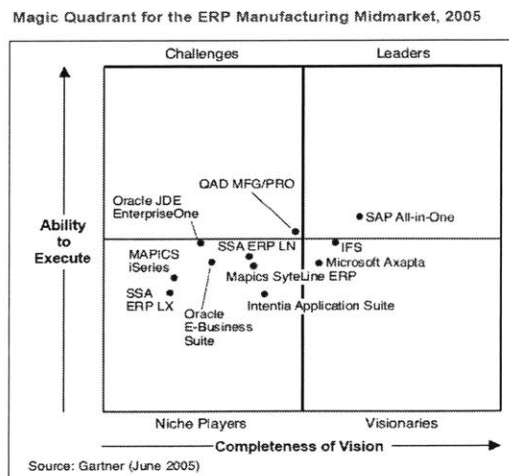 Magic Quadrant for the ERP Manufacturing Midmarket, 2005
Challenges
Leaders
QAD MFG/PRO
Oracle JDE
EnterpriseOne
SAP All-in-One
Ability
to
Execute
SSA ERP LN
IFS
MAPICS
iSeries
Microsoft Axapta
Mapics SyteLine ERP
SSA
ERP LX
Intentia Application Suite
Oracle
E-Business
Suite
Niche Players
Visionaries
Completeness of Vision
Source: Gartner (June 2005)